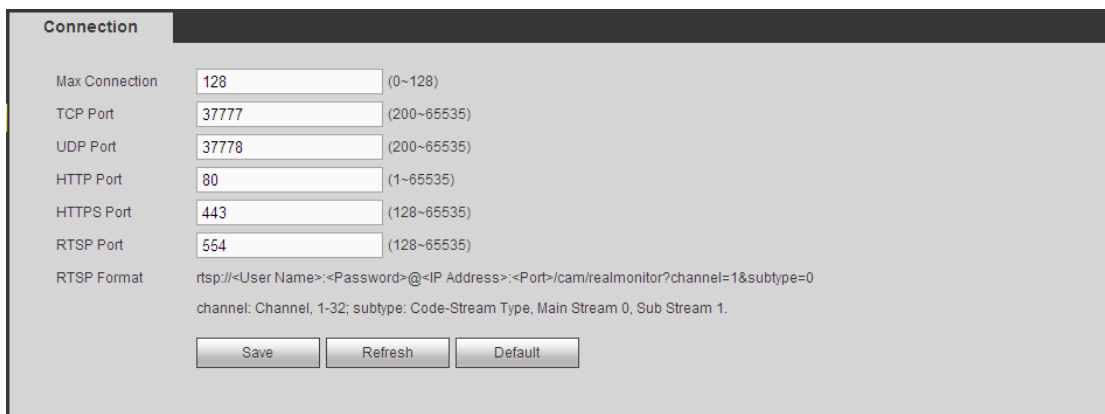 Connection
Max Connection 128 (0~128)
TCP Port 37777 (200~65535)
UDP Port 37778 (200~65535)
HTTP Port 80 (1~65535)
HTTPS Port 443 (128~65535)
RTSP Port 554 (128~65535)
RTSP Format rtsp://<User Name>:<Password>@<IP Address>:<Port>/cam/realmonitor?channel=1&subtype=0
channel: Channel, 1-32; subtype: Code-Stream Type, Main Stream 0, Sub Stream 1.
Save Refresh Default